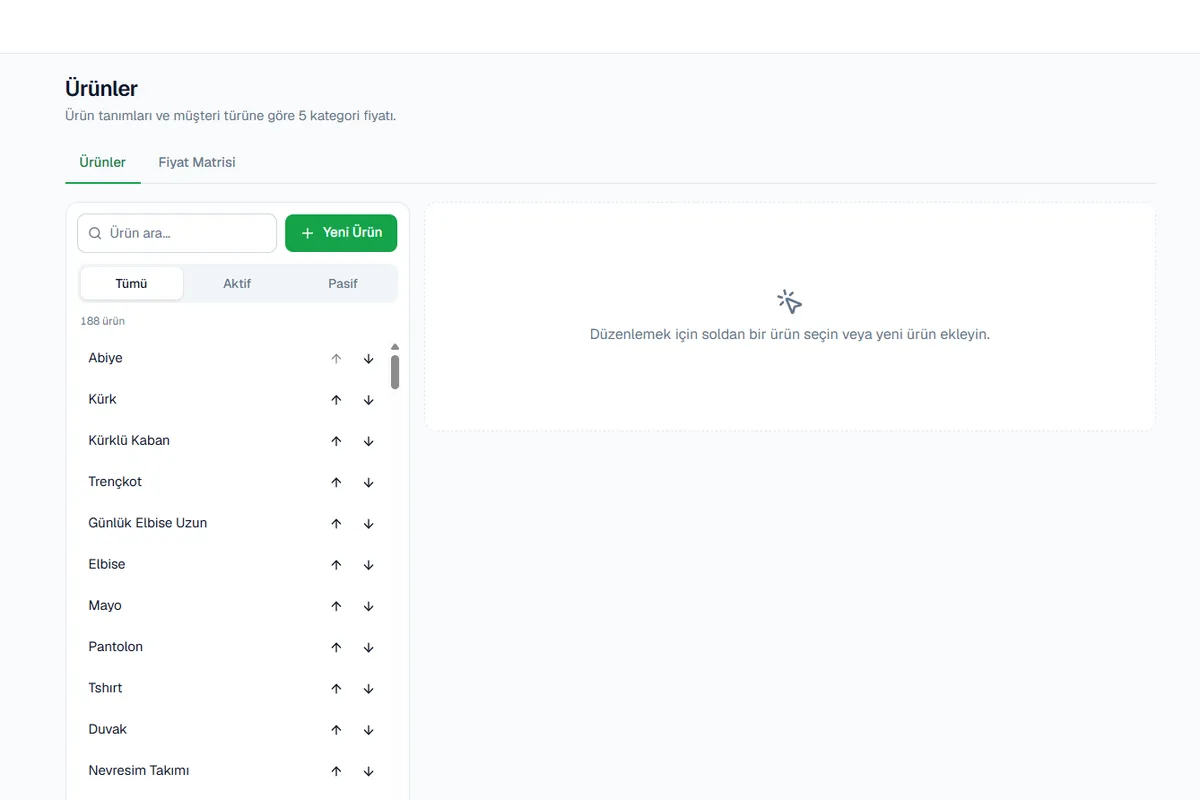 Ürünler
Ürün tanımları ve müşteri türüne göre 5 kategori fiyatı.
Ürünler
Fiyat Matrisi
Ürün ara...
Yeni Ürün
Tümü
Aktif
Pasif
188 ürün
Abiye
Kürk
Kürklü Kaban
Trençkot
Günlük Elbise Uzun
Elbise
Mayo
Pantolon
Tshırt
Duvak
Nevresim Takımı
Düzenlemek için soldan bir ürün seçin veya yeni ürün ekleyin.